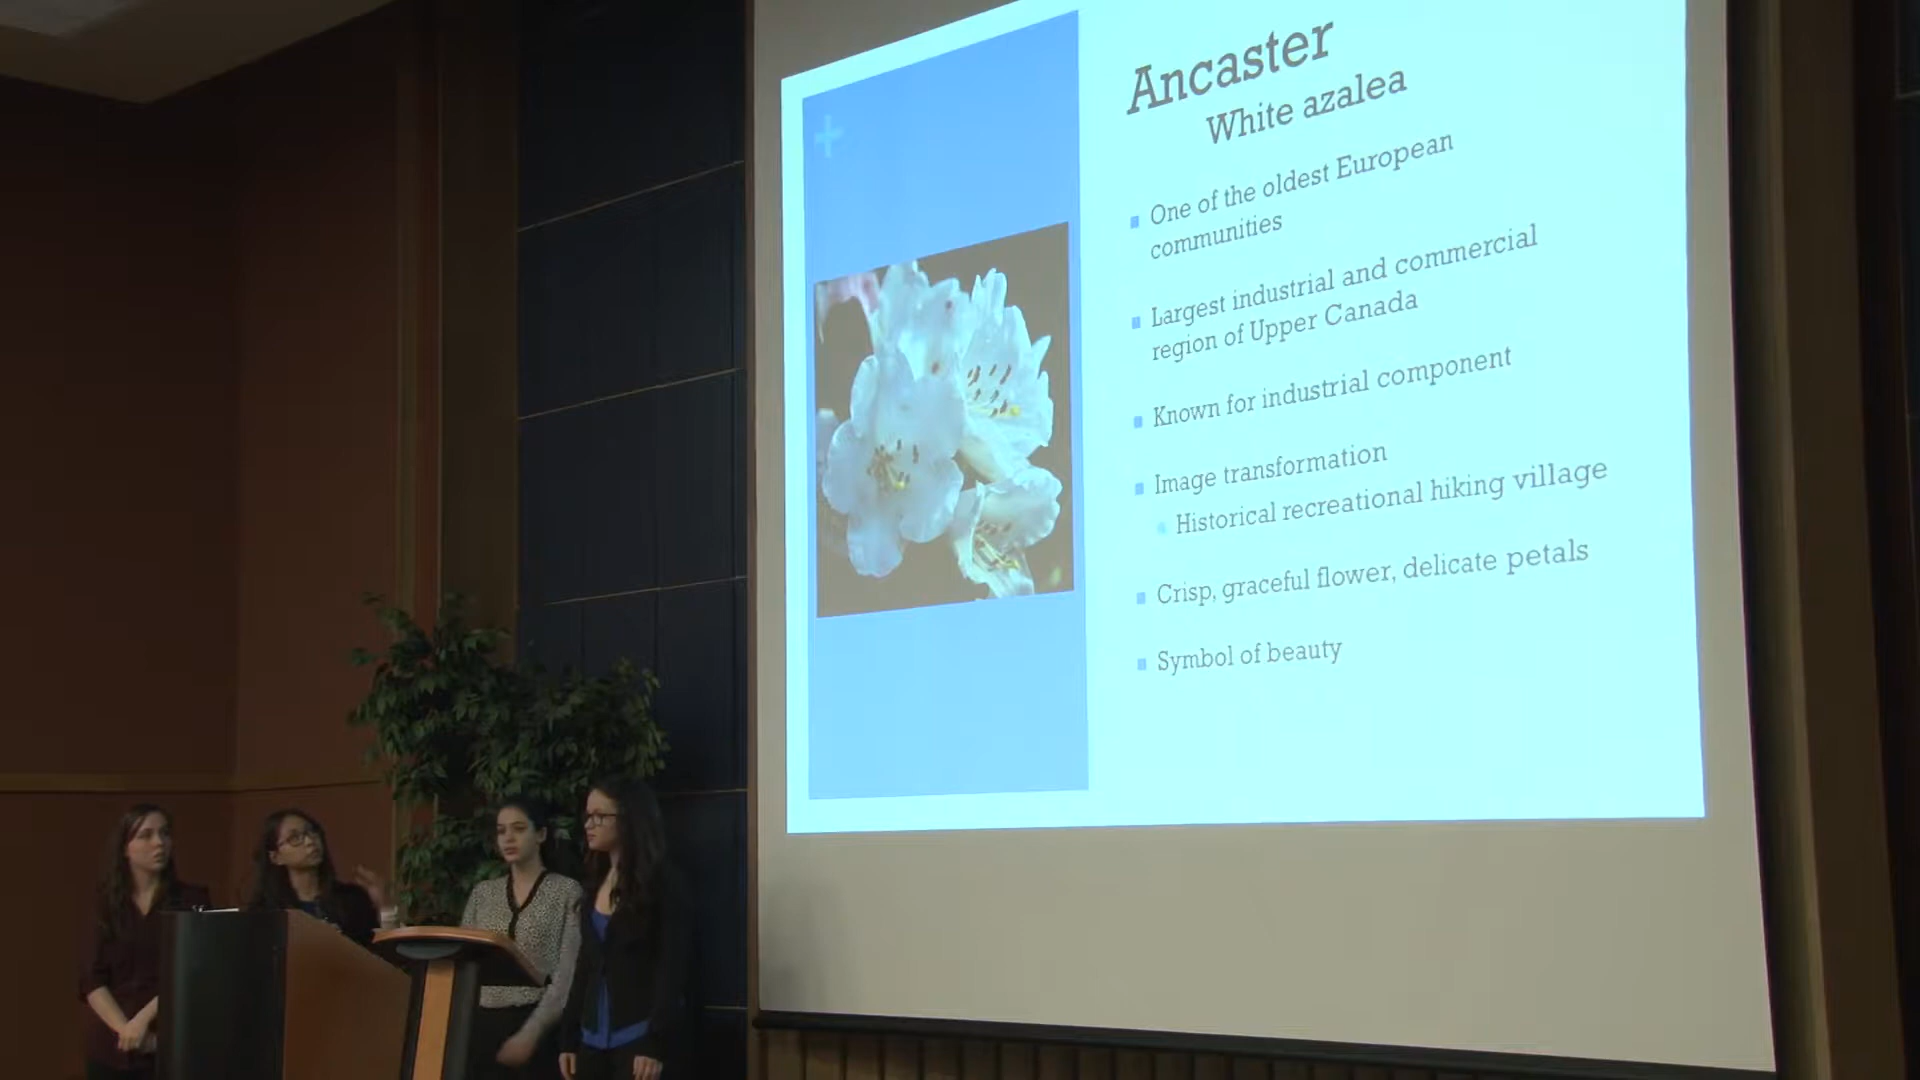 Ancaster
White azalea
One of the oldest European
communities
Largest industrial and commercial
region of Upper Canada
Known for industrial component
Image transformation
Historical recreational hiking village
Crisp, graceful flower, delicate petals
Symbol of beauty